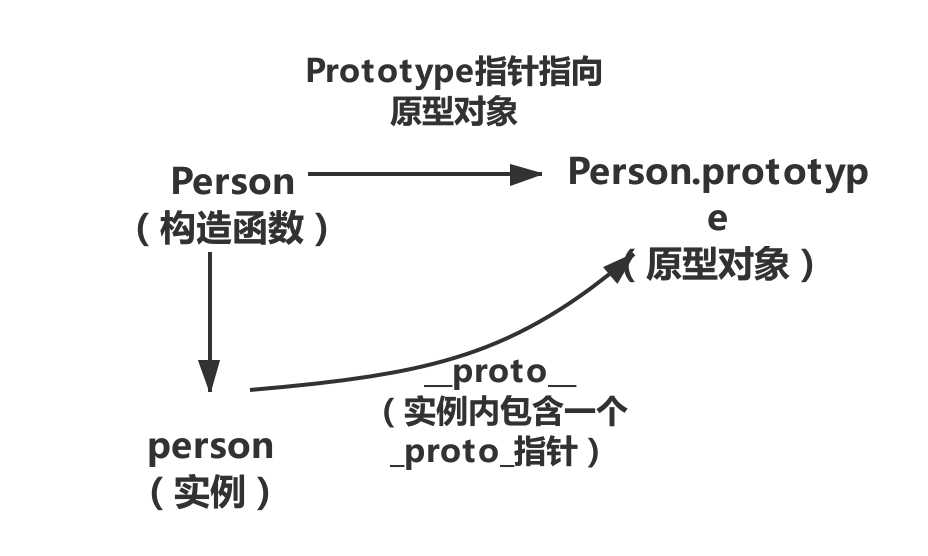 Prototype指针指向
原型对象
Person
（构造函数）
Person.prototyp
e
（原型对象）
__proto__
（实例内包含一个
_proto_指针）
person
（实例）